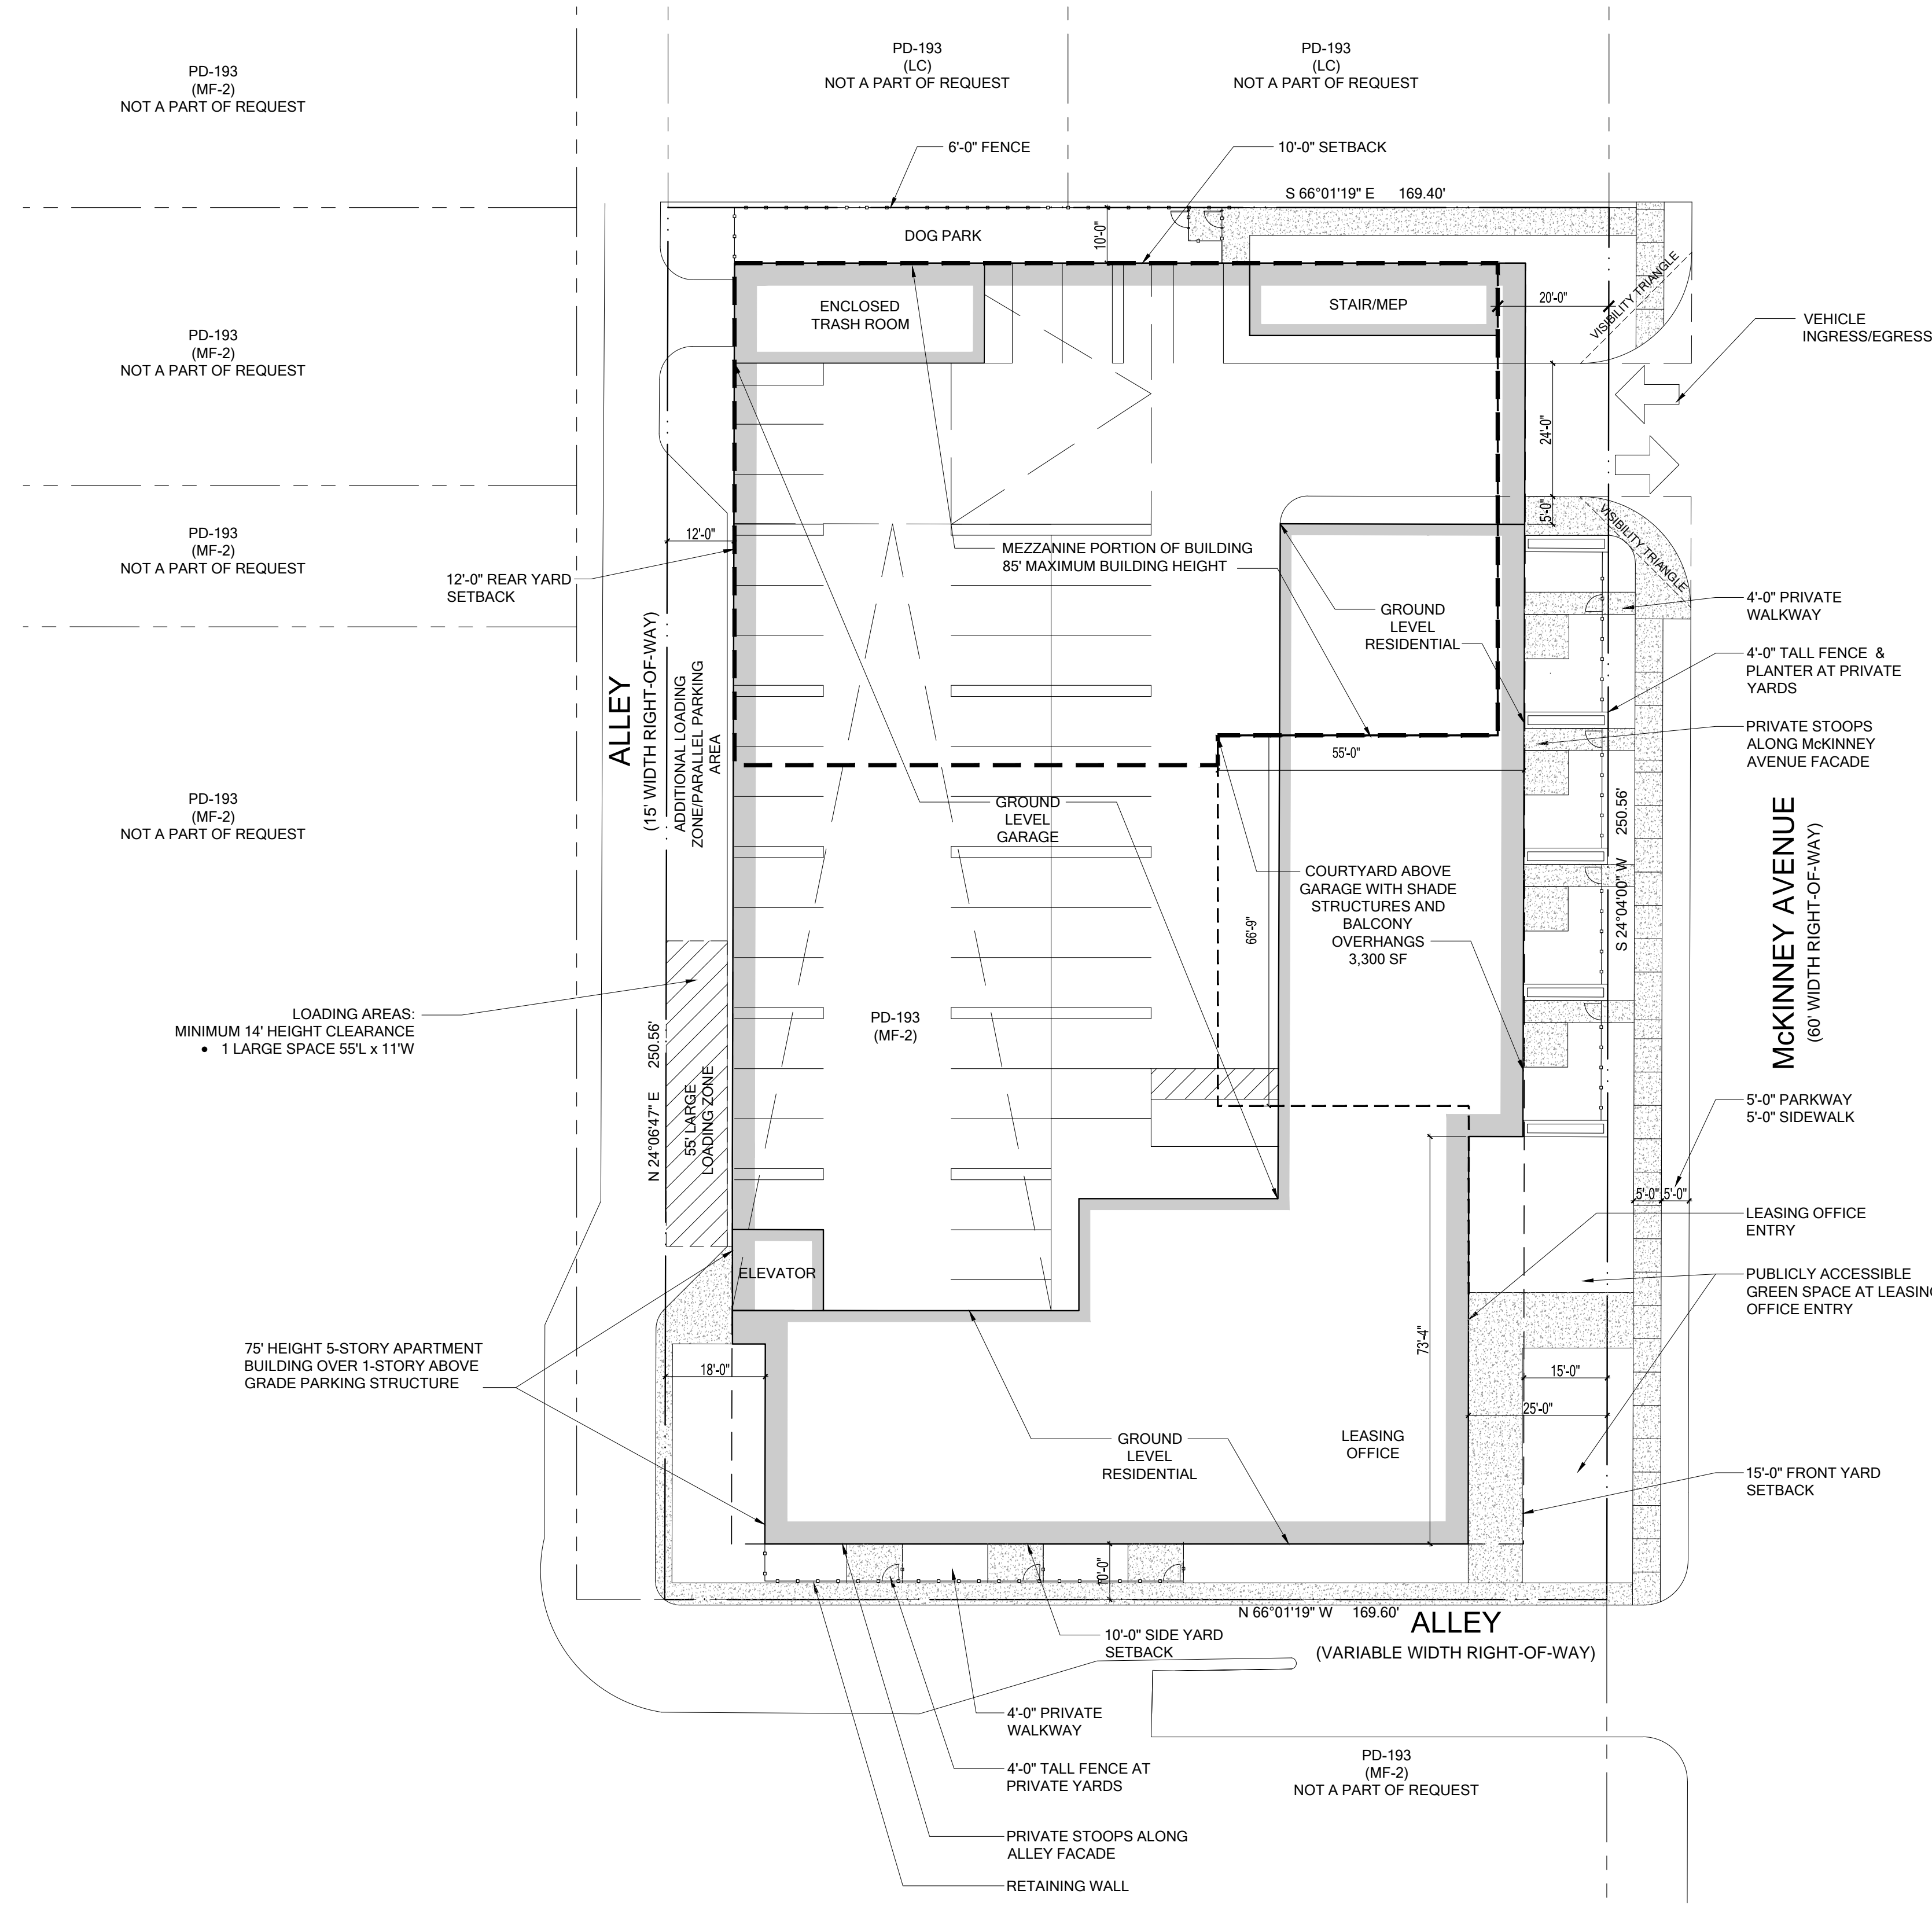 PD-193
(MF-2)
NOT A PART OF REQUEST
PD-193
(LC)
NOT A PART OF REQUEST
PD-193
(LC)
NOT A PART OF REQUEST
6'-0" FENCE
10'-0" SETBACK
S 66°01'19" E 169.40'
DOG PARK
10'-0"
ENCLOSED
TRASH ROOM
STAIR/MEP
20'-0"
VISIBILITY TRIANGLE
VEHICLE
INGRESS/EGRESS
PD-193
(MF-2)
NOT A PART OF REQUEST
24'-0"
5'-0"
VISIBILITY TRIANGLE
PD-193
(MF-2)
NOT A PART OF REQUEST
12'-0"
12'-0" REAR YARD
SETBACK
MEZZANINE PORTION OF BUILDING
85' MAXIMUM BUILDING HEIGHT
GROUND
LEVEL
RESIDENTIAL
4'-0" PRIVATE
WALKWAY
4'-0" TALL FENCE &
PLANTER AT PRIVATE
YARDS
PRIVATE STOOPS
ALONG McKINNEY
AVENUE FACADE
ALLEY
(15' WIDTH RIGHT-OF-WAY)
ADDITIONAL LOADING
ZONE/PARALLEL PARKING
AREA
55'-0"
PD-193
(MF-2)
NOT A PART OF REQUEST
GROUND
LEVEL
GARAGE
COURTYARD ABOVE
GARAGE WITH SHADE
STRUCTURES AND
BALCONY
OVERHANGS
3,300 SF
66'-9"
S 24°04'00" W 250.56'
McKINNEY AVENUE
(60' WIDTH RIGHT-OF-WAY)
LOADING AREAS:
MINIMUM 14' HEIGHT CLEARANCE
• 1 LARGE SPACE 55'L x 11'W
PD-193
(MF-2)
N 24°06'47" E 250.56'
55' LARGE
LOADING ZONE
5'-0" PARKWAY
5'-0" SIDEWALK
5'-0" 5'-0"
LEASING OFFICE
ENTRY
ELEVATOR
PUBLICLY ACCESSIBLE
GREEN SPACE AT LEASING
OFFICE ENTRY
75' HEIGHT 5-STORY APARTMENT
BUILDING OVER 1-STORY ABOVE
GRADE PARKING STRUCTURE
18'-0"
73'-4"
15'-0"
25'-0"
GROUND
LEVEL
RESIDENTIAL
LEASING
OFFICE
15'-0" FRONT YARD
SETBACK
10'-0"
N 66°01'19" W 169.60'
ALLEY
(VARIABLE WIDTH RIGHT-OF-WAY)
10'-0" SIDE YARD
SETBACK
4'-0" PRIVATE
WALKWAY
4'-0" TALL FENCE AT
PRIVATE YARDS
PD-193
(MF-2)
NOT A PART OF REQUEST
PRIVATE STOOPS ALONG
ALLEY FACADE
RETAINING WALL